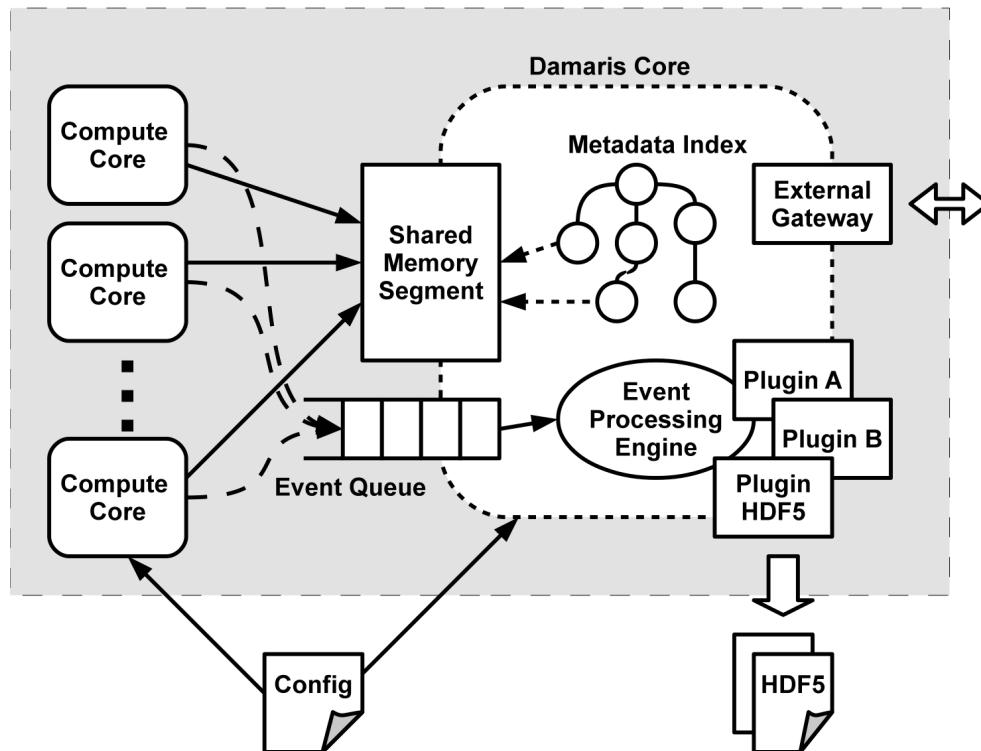 Damaris Core
Compute
Core
Metadata Index
External
Gateway
Shared
Memory
Segment
Compute
Core
Plugin A
Event
Processing
Engine
Plugin B
Compute
Core
Event Queue
Plugin
HDF5
Config
HDF5